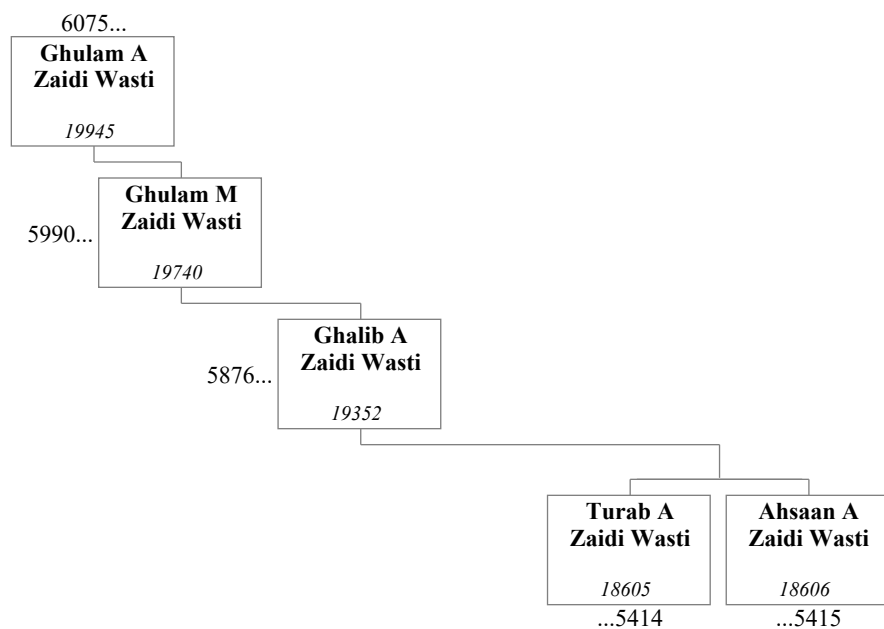 6075...
Ghulam A
Zaidi Wasti
19945
Ghulam M
Zaidi Wasti
5990...
19740
Ghalib A
Zaidi Wasti
5876...
19352
Turab A
Zaidi Wasti
18605
...5414
Ahsaan A
Zaidi Wasti
18606
...5415